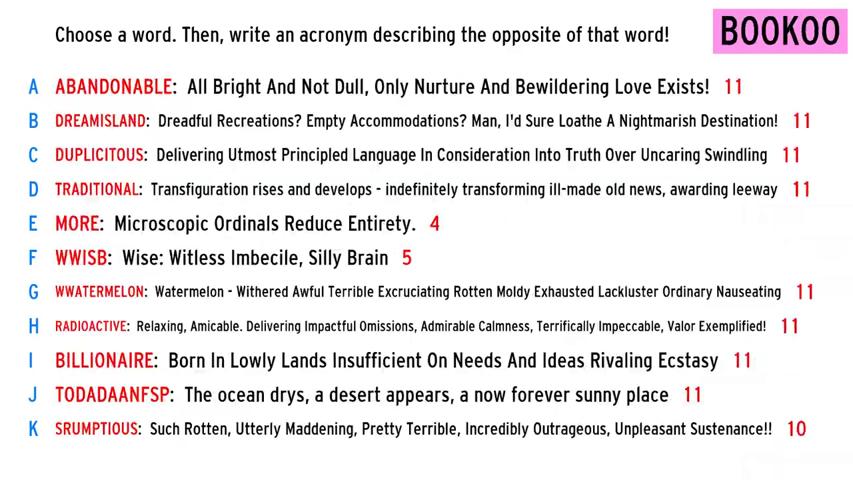 Choose a word. Then, write an acronym describing the opposite of that word! BOOKOO
A ABANDONABLE: All Bright And Not Dull, Only Nurture And Bewildering Love Exists! 11
B DREAMISLAND: Dreadful Recreations? Empty Accommodations? Man, I'd Sure Loathe A Nightmarish Destination! 11
C DUPLICITOUS: Delivering Utmost Principled Language In Consideration Into Truth Over Uncaring Swindling 11
D TRADITIONAL: Transfiguration rises and develops - indefinitely transforming ill-made old news, awarding leeway 11
E MORE: Microscopic Ordinals Reduce Entirety. 4
F WWISB: Wise: Witless Imbecile, Silly Brain 5
G WWATERMELON: Watermelon - Withered Awful Terrible Excruciating Rotten Moldy Exhausted Lackluster Ordinary Nauseating 11
H RADIOACTIVE: Relaxing, Amicable. Delivering Impactful Omissions, Admirable Calmness, Terrifically Impeccable, Valor Exemplified! 11
I BILLIONAIRE: Born In Lowly Lands Insufficient On Needs And Ideas Rivaling Ecstasy 11
J TODADAANFSP: The ocean drys, a desert appears, a now forever sunny place 11
K SRUMPTIOUS: Such Rotten, Utterly Maddening, Pretty Terrible, Incredibly Outrageous, Unpleasant Sustenance!! 10